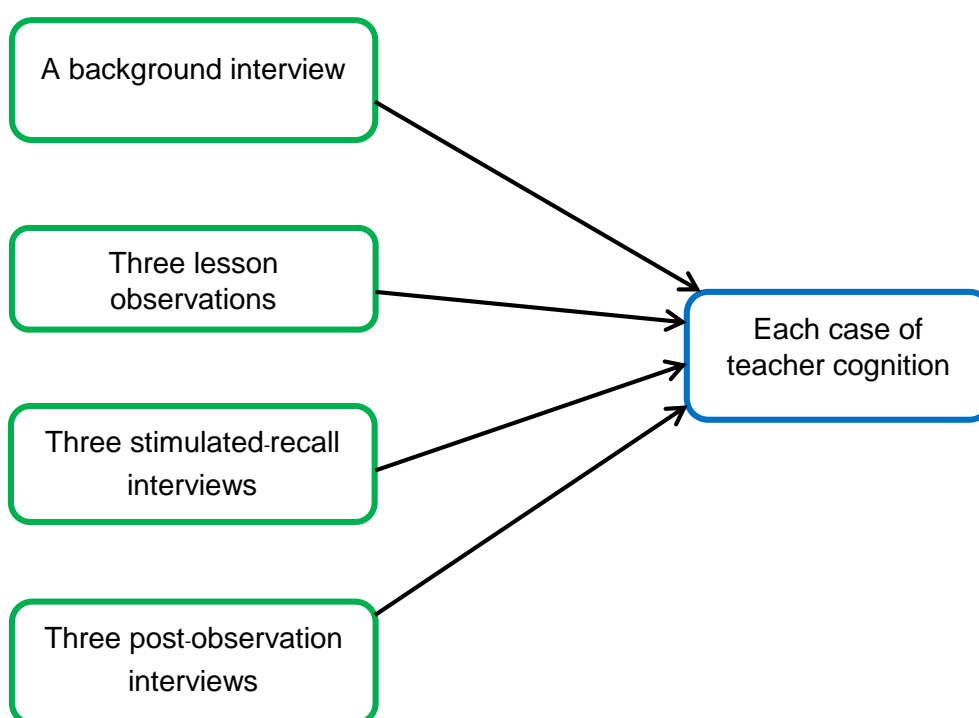 A background interview
Three lesson
observations
Three stimulated-recall
interviews
Three post-observation
interviews
Each case of
teacher cognition